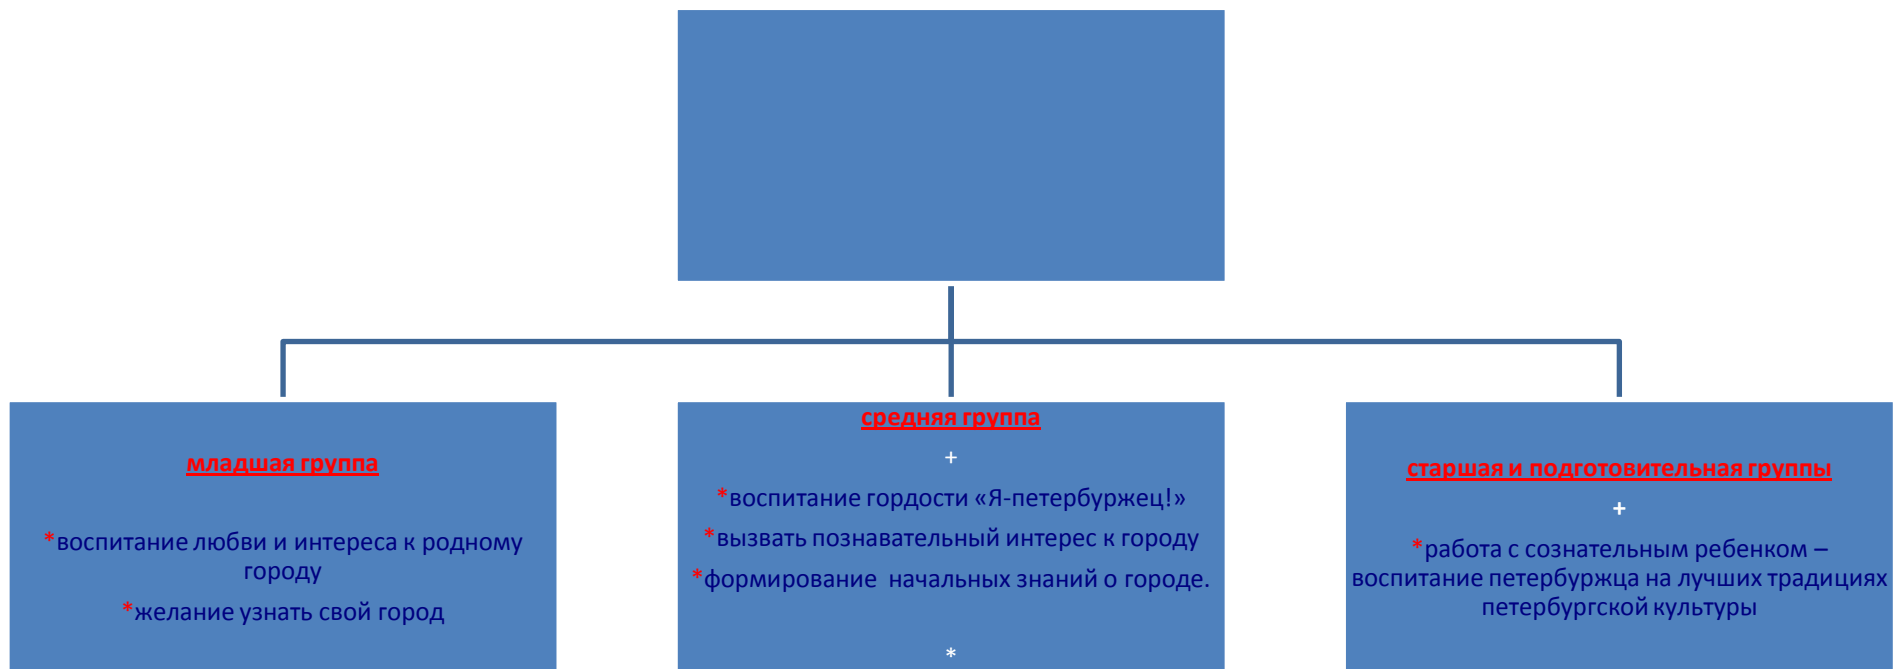 младшая группа
*воспитание любви и интереса к родному
городу
*желание узнать свой город
средняя группа
+
*воспитание гордости «Я-петербуржец!»
*вызвать познавательный интерес к городу
*формирование  начальных знаний о городе.
*
старшая и подготовительная группы
+
*работа с сознательным ребенком –
воспитание петербуржца на лучших традициях
петербургской культуры